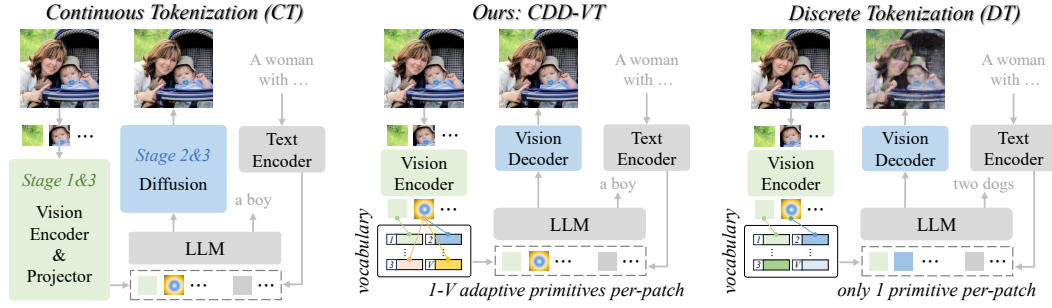 Continuous Tokenization (CT)
A woman
with ...
...
Stage 1&3
Vision
Encoder
&
Projector
Stage 2&3
Diffusion
Text
Encoder
a boy
LLM
...
...
Ours: CDD-VT
A woman
with ...
...
Vision
Encoder
Vision
Decoder
Text
Encoder
a boy
...
LLM
vocabulary
1
2
3
V
...
...
1-V adaptive primitives per-patch
Discrete Tokenization (DT)
A woman
with ...
...
Vision
Encoder
Vision
Decoder
Text
Encoder
two dogs
...
LLM
vocabulary
1
2
3
V
...
...
only 1 primitive per-patch